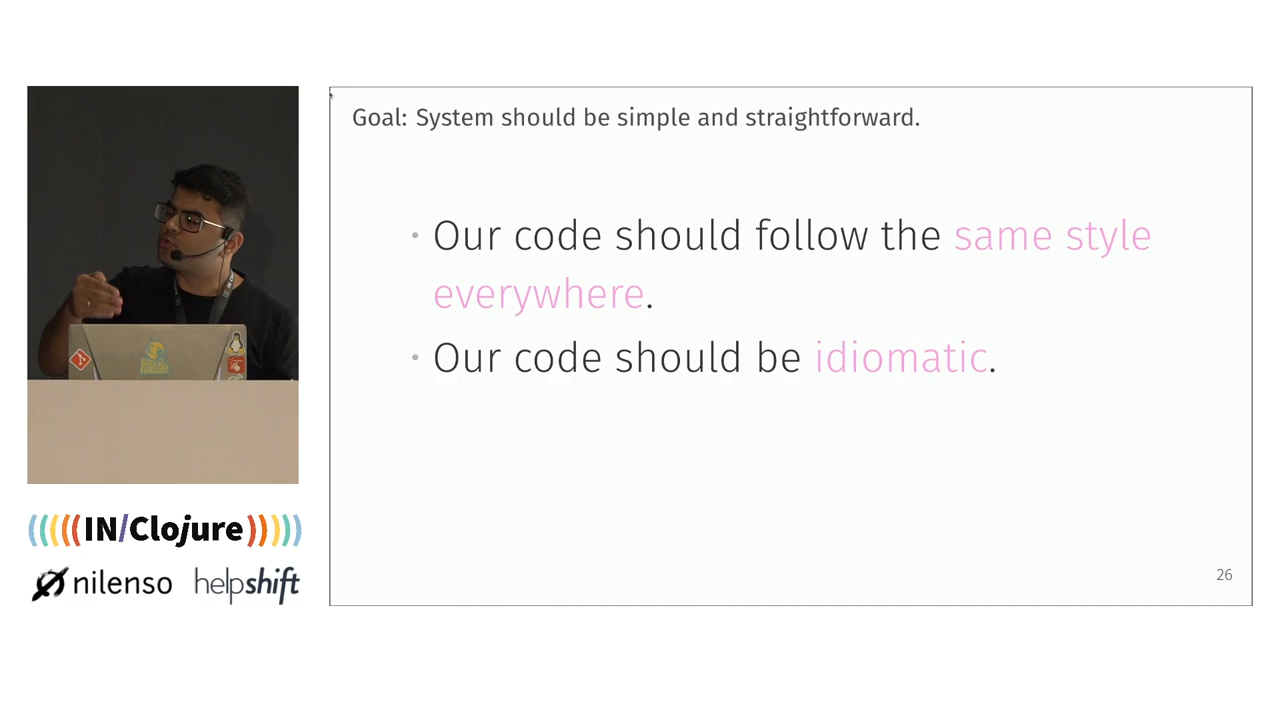 Goal: System should be simple and straightforward.
• Our code should follow the same style
everywhere.
• Our code should be idiomatic.
26
(((((IN/Clojure)))))
nilenso helpshift